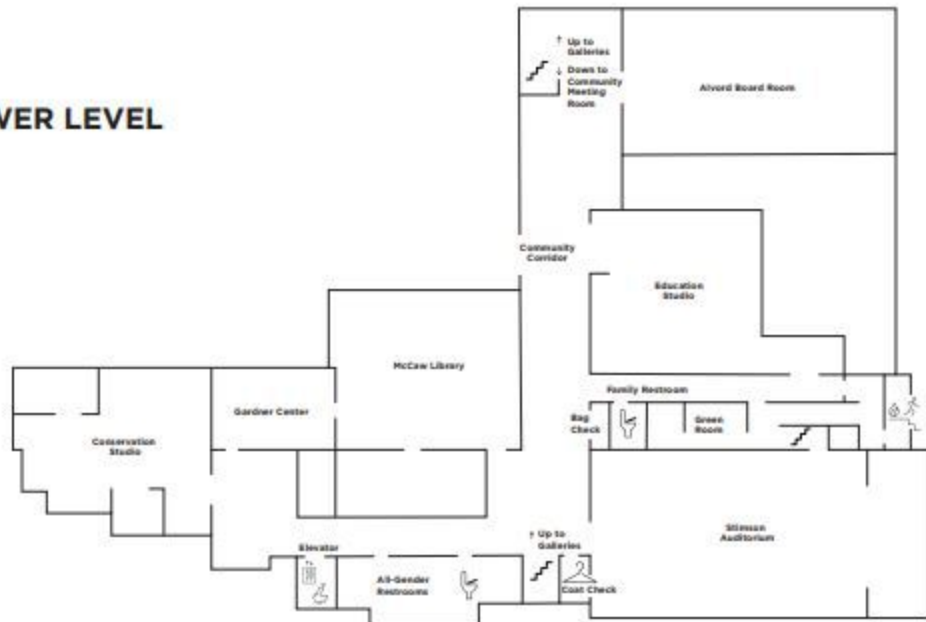 WER LEVEL
↑ Up to
Galleries
↓ Down to
Community
Meeting
Room
Alvord Board Room
Community
Corridor
Education
Studio
McCaw Library
Family Restroom
Gardner Center
Bag
Check
Green
Room
Conservation
Studio
Stimson
Auditorium
↑ Up to
Galleries
Elevator
All-Gender
Restrooms
Coat Check